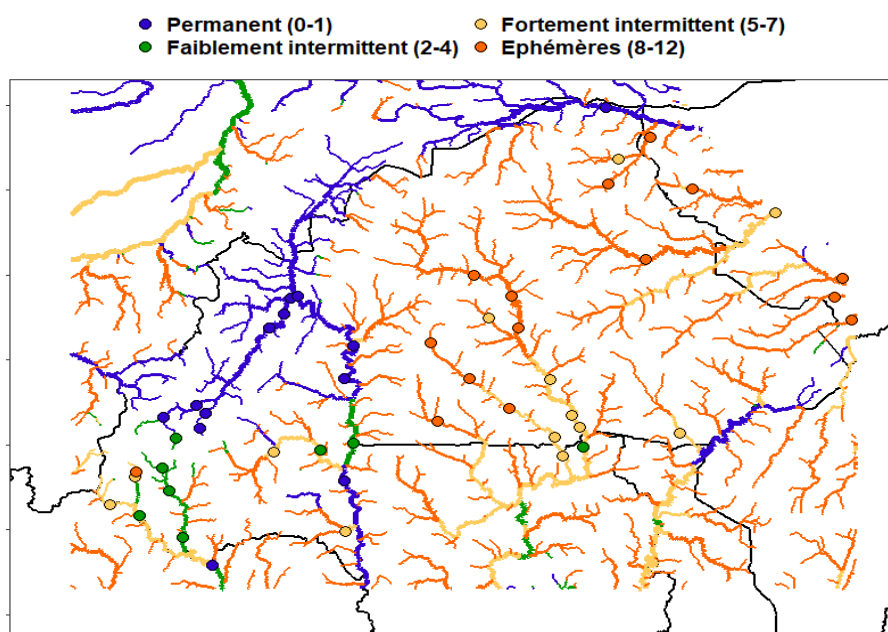 Permanent (0-1) Fortement intermittent (5-7)
Faiblement intermittent (2-4) Ephémères (8-12)